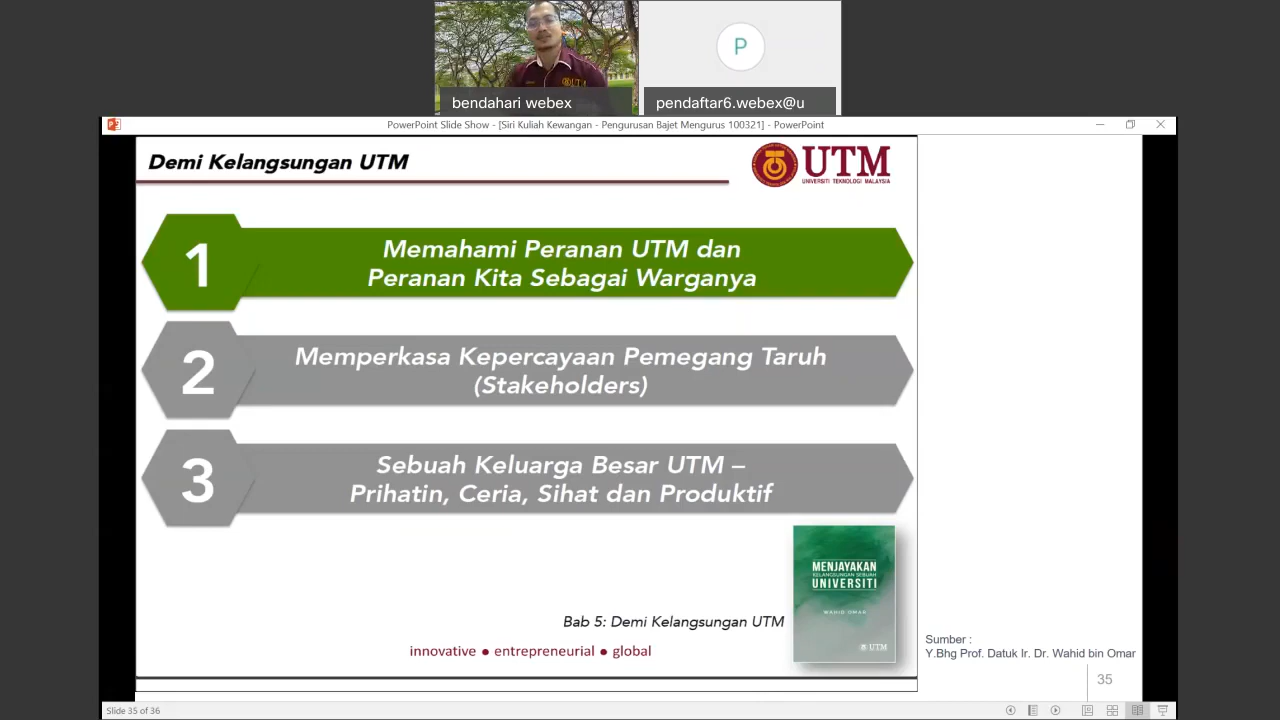 bendahari webex
P
pendaftar6.webex@u
PowerPoint Slide Show - [Siri Kuliah Kewangan - Pengurusan Bajet Mengurus 100321] - PowerPoint
Demi Kelangsungan UTM
UTM
UNIVERSITI TEKNOLOGI MALAYSIA
1
Memahami Peranan UTM dan
Peranan Kita Sebagai Warganya
2
Memperkasa Kepercayaan Pemegang Taruh
(Stakeholders)
3
Sebuah Keluarga Besar UTM –
Prihatin, Ceria, Sihat dan Produktif
MENJAYAKAN
KELANGSUNGAN SEBUAH
UNIVERSITI
WAHID OMAR
UTM
Bab 5: Demi Kelangsungan UTM
innovative ● entrepreneurial ● global
Sumber :
Y.Bhg Prof. Datuk Ir. Dr. Wahid bin Omar
35
Slide 35 of 36